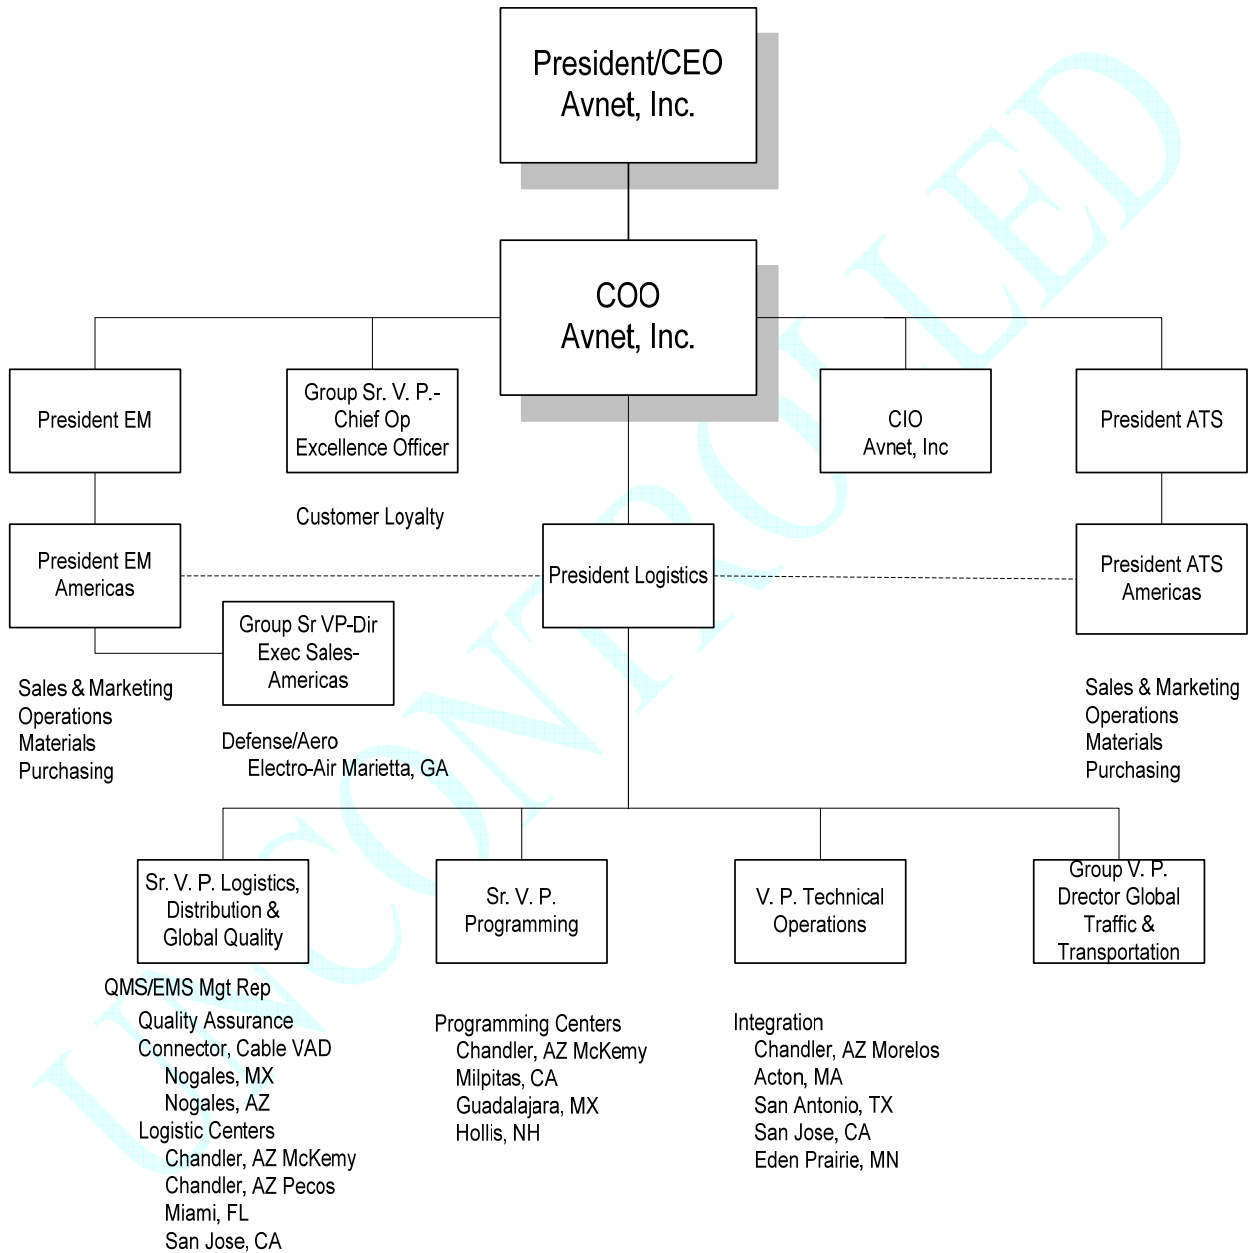 President/CEO
Avnet, Inc.
COO
Avnet, Inc.
President EM
Group Sr. V. P.-
Chief Op
Excellence Officer
CIO
Avnet, Inc
President ATS
Customer Loyalty
President EM
Americas
President Logistics
President ATS
Americas
Group Sr VP-Dir
Exec Sales-
Americas
Sales & Marketing
Operations
Materials
Purchasing
Defense/Aero
Electro-Air Marietta, GA
Sales & Marketing
Operations
Materials
Purchasing
Sr. V. P. Logistics,
Distribution &
Global Quality
Sr. V. P.
Programming
V. P. Technical
Operations
Group V. P.
Drector Global
Traffic &
Transportation
QMS/EMS Mgt Rep
Quality Assurance
Connector, Cable VAD
Nogales, MX
Nogales, AZ
Logistic Centers
Chandler, AZ McKemy
Chandler, AZ Pecos
Miami, FL
San Jose, CA
Programming Centers
Chandler, AZ McKemy
Milpitas, CA
Guadalajara, MX
Hollis, NH
Integration
Chandler, AZ Morelos
Acton, MA
San Antonio, TX
San Jose, CA
Eden Prairie, MN
UNCONTROLLED